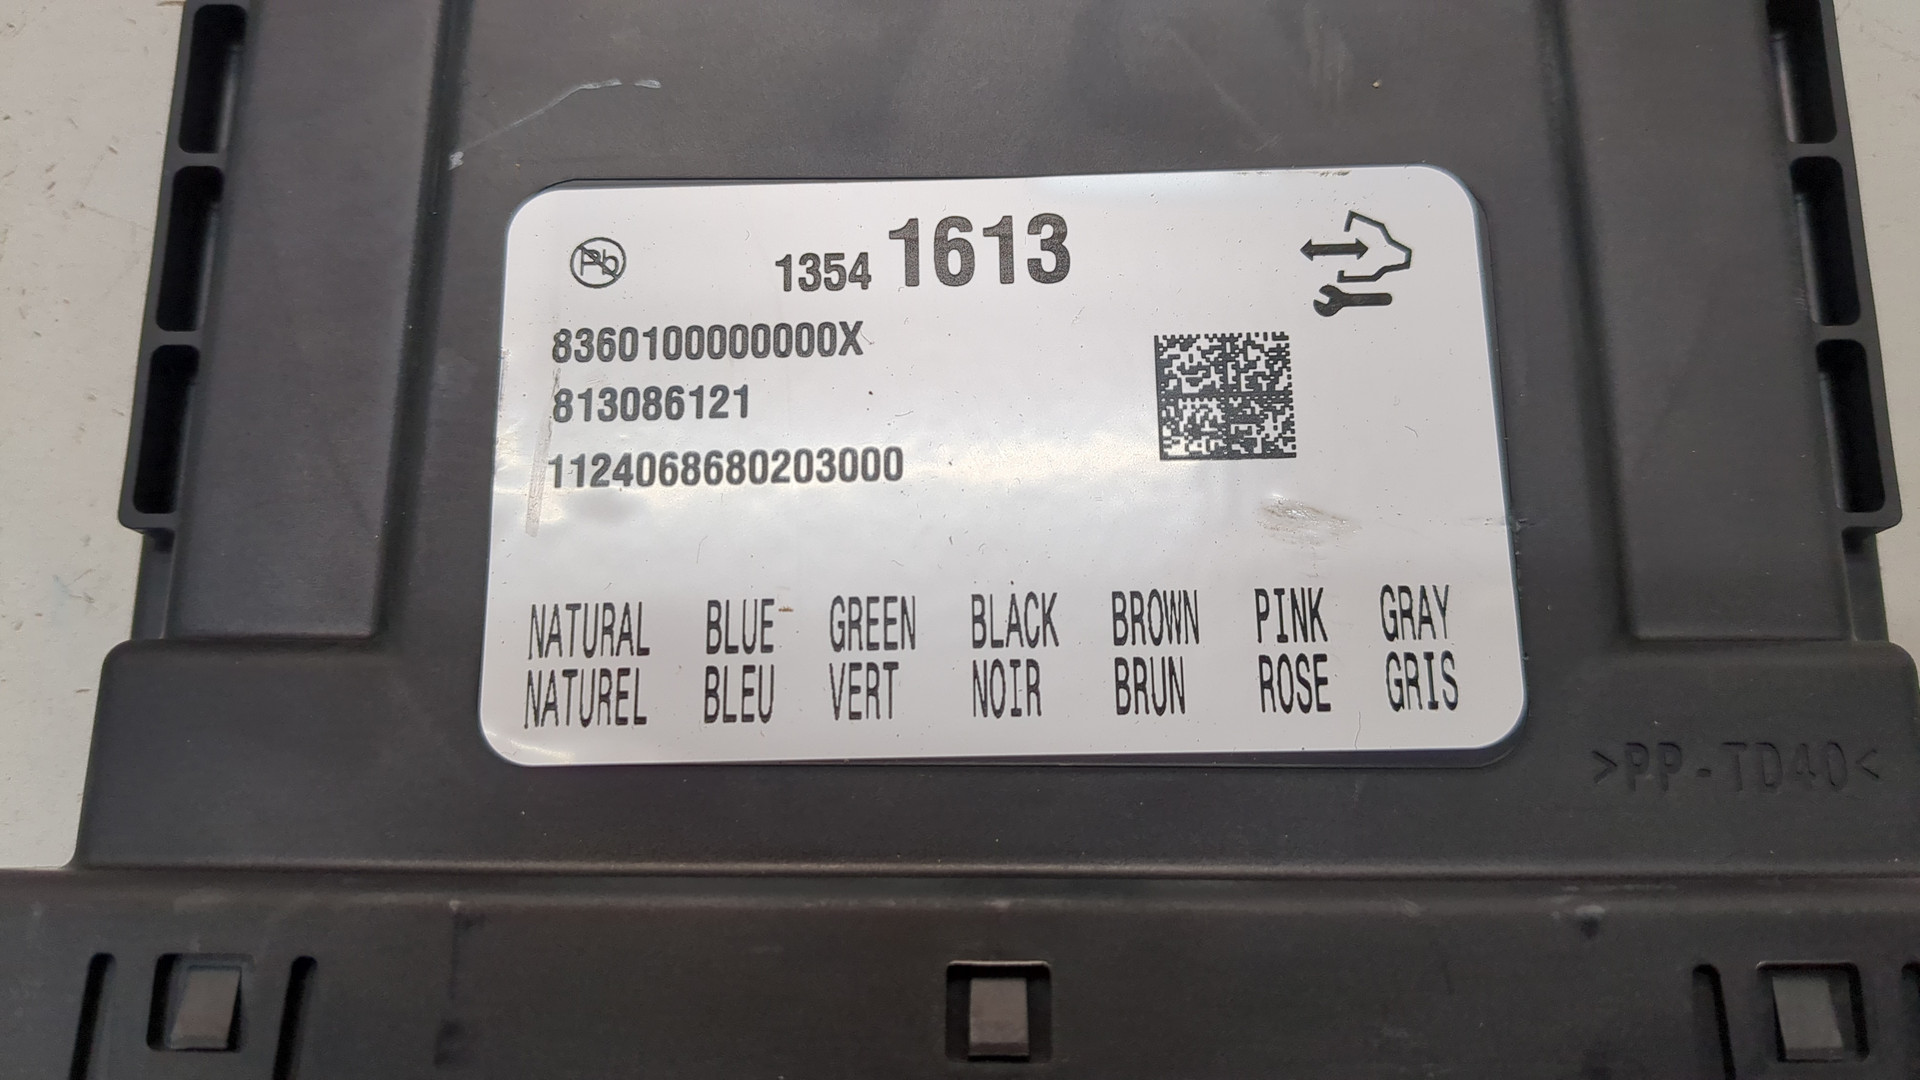 Pb
1354 1613
8360100000000X
813086121
1124068680203000
NATURAL BLUE GREEN BLACK BROWN PINK GRAY
NATUREL BLEU VERT NOIR BRUN ROSE GRIS
>PP-TD40<